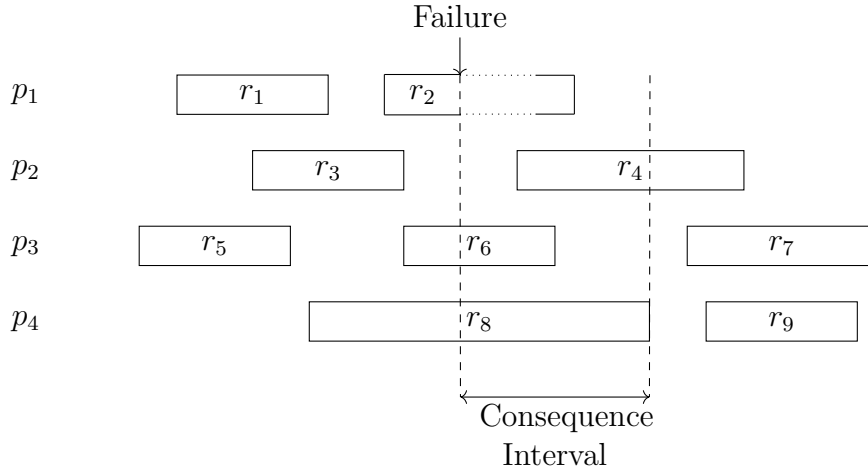 Failure
p₁ r₁ r₂
p₂ r₃ r₄
p₃ r₅ r₆ r₇
p₄ r₈ r₉
Consequence
Interval